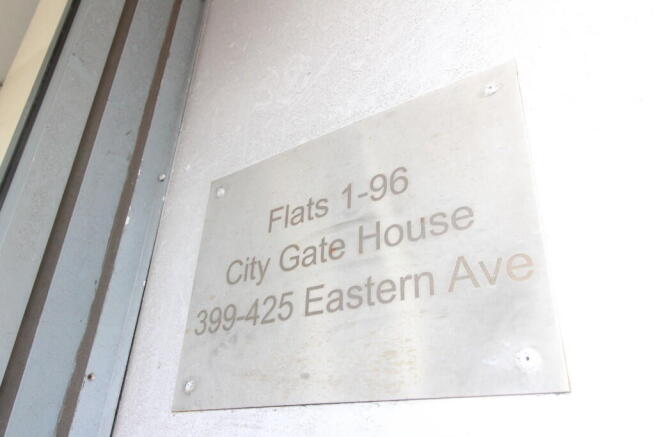 Flats 1-96
City Gate House
399-425 Eastern Ave